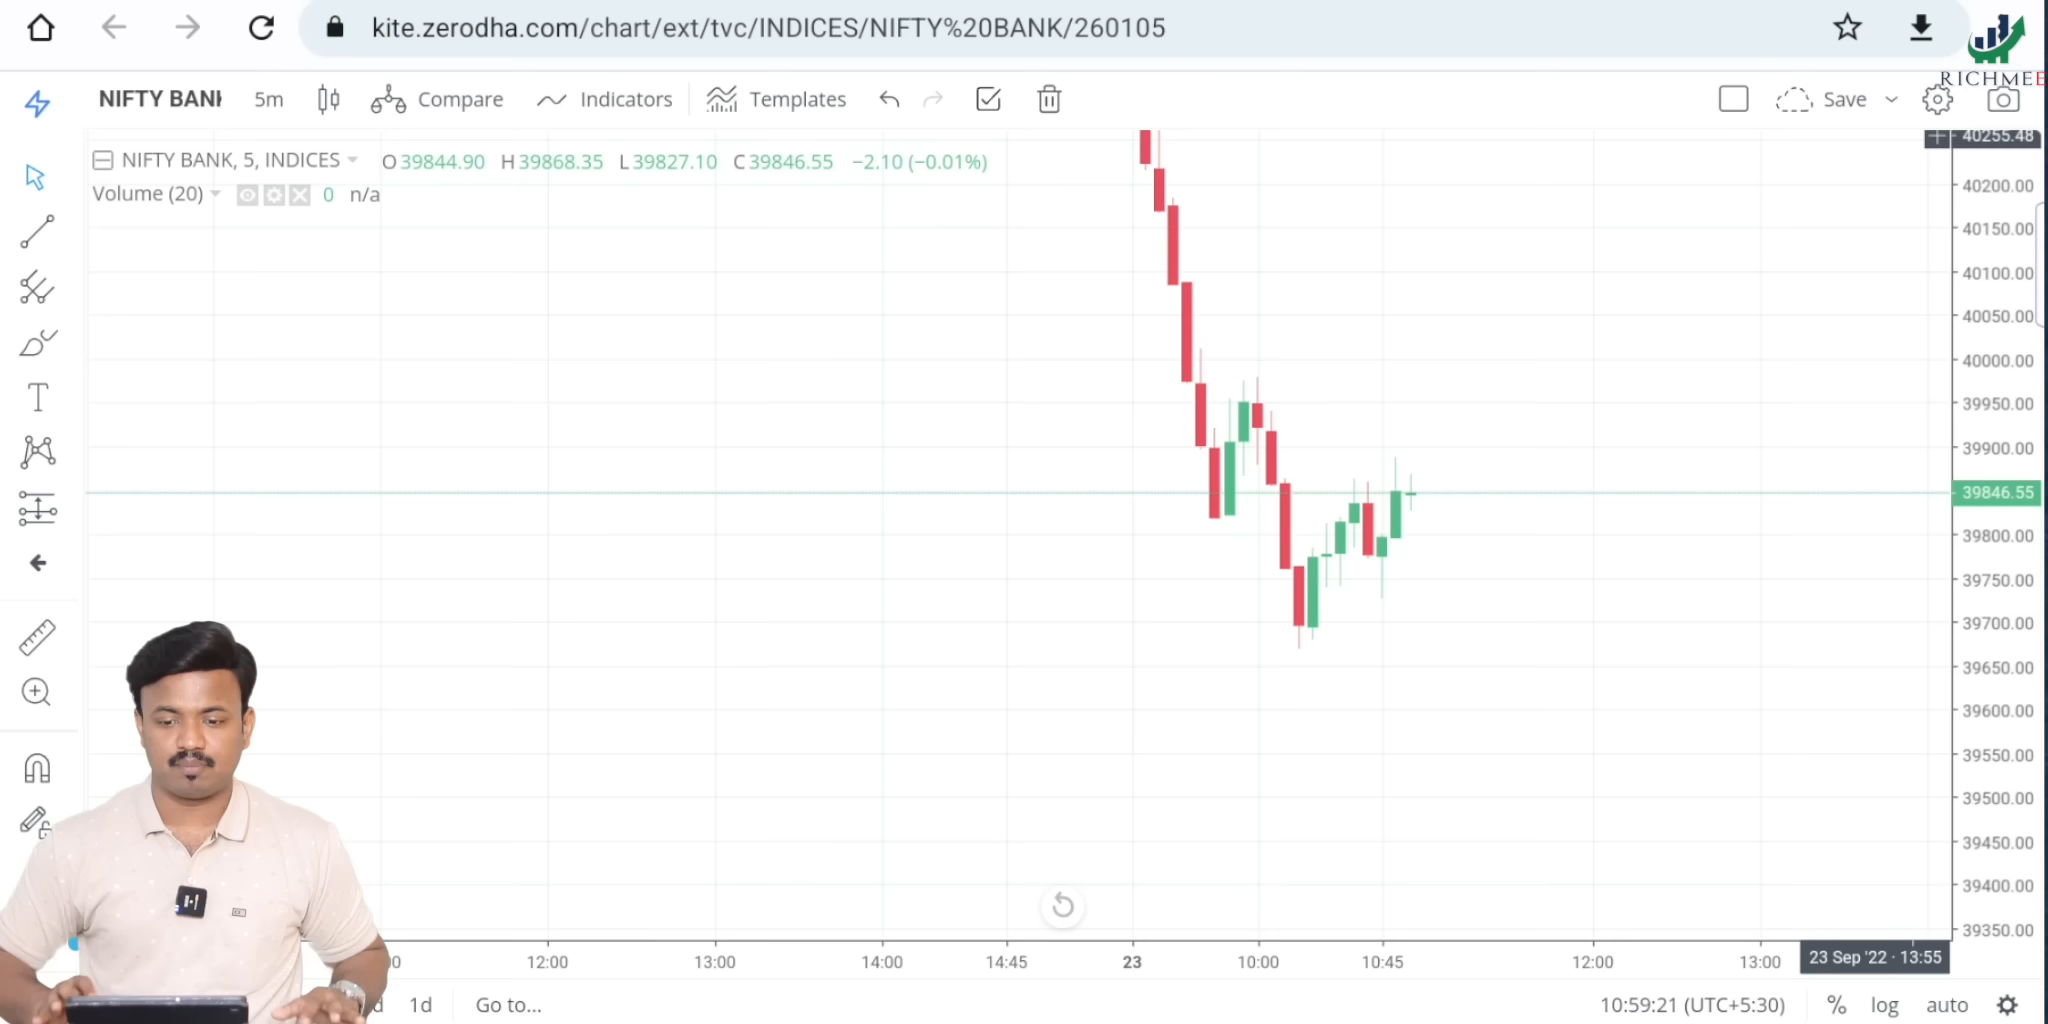 kite.zerodha.com/chart/ext/tvc/INDICES/NIFTY%20BANK/260105
RICHMEE
NIFTY BANK 5m Compare Indicators Templates Save
NIFTY BANK, 5, INDICES O39844.90 H39868.35 L39827.10 C39846.55 −2.10 (−0.01%)
Volume (20) 0 n/a
40255.48
40200.00
40150.00
40100.00
40050.00
40000.00
39950.00
39900.00
39846.55
39800.00
39750.00
39700.00
39650.00
39600.00
39550.00
39500.00
39450.00
39400.00
39350.00
00 12:00 13:00 14:00 14:45 23 10:00 10:45 12:00 13:00 23 Sep '22 · 13:55
d 1d Go to... 10:59:21 (UTC+5:30) % log auto